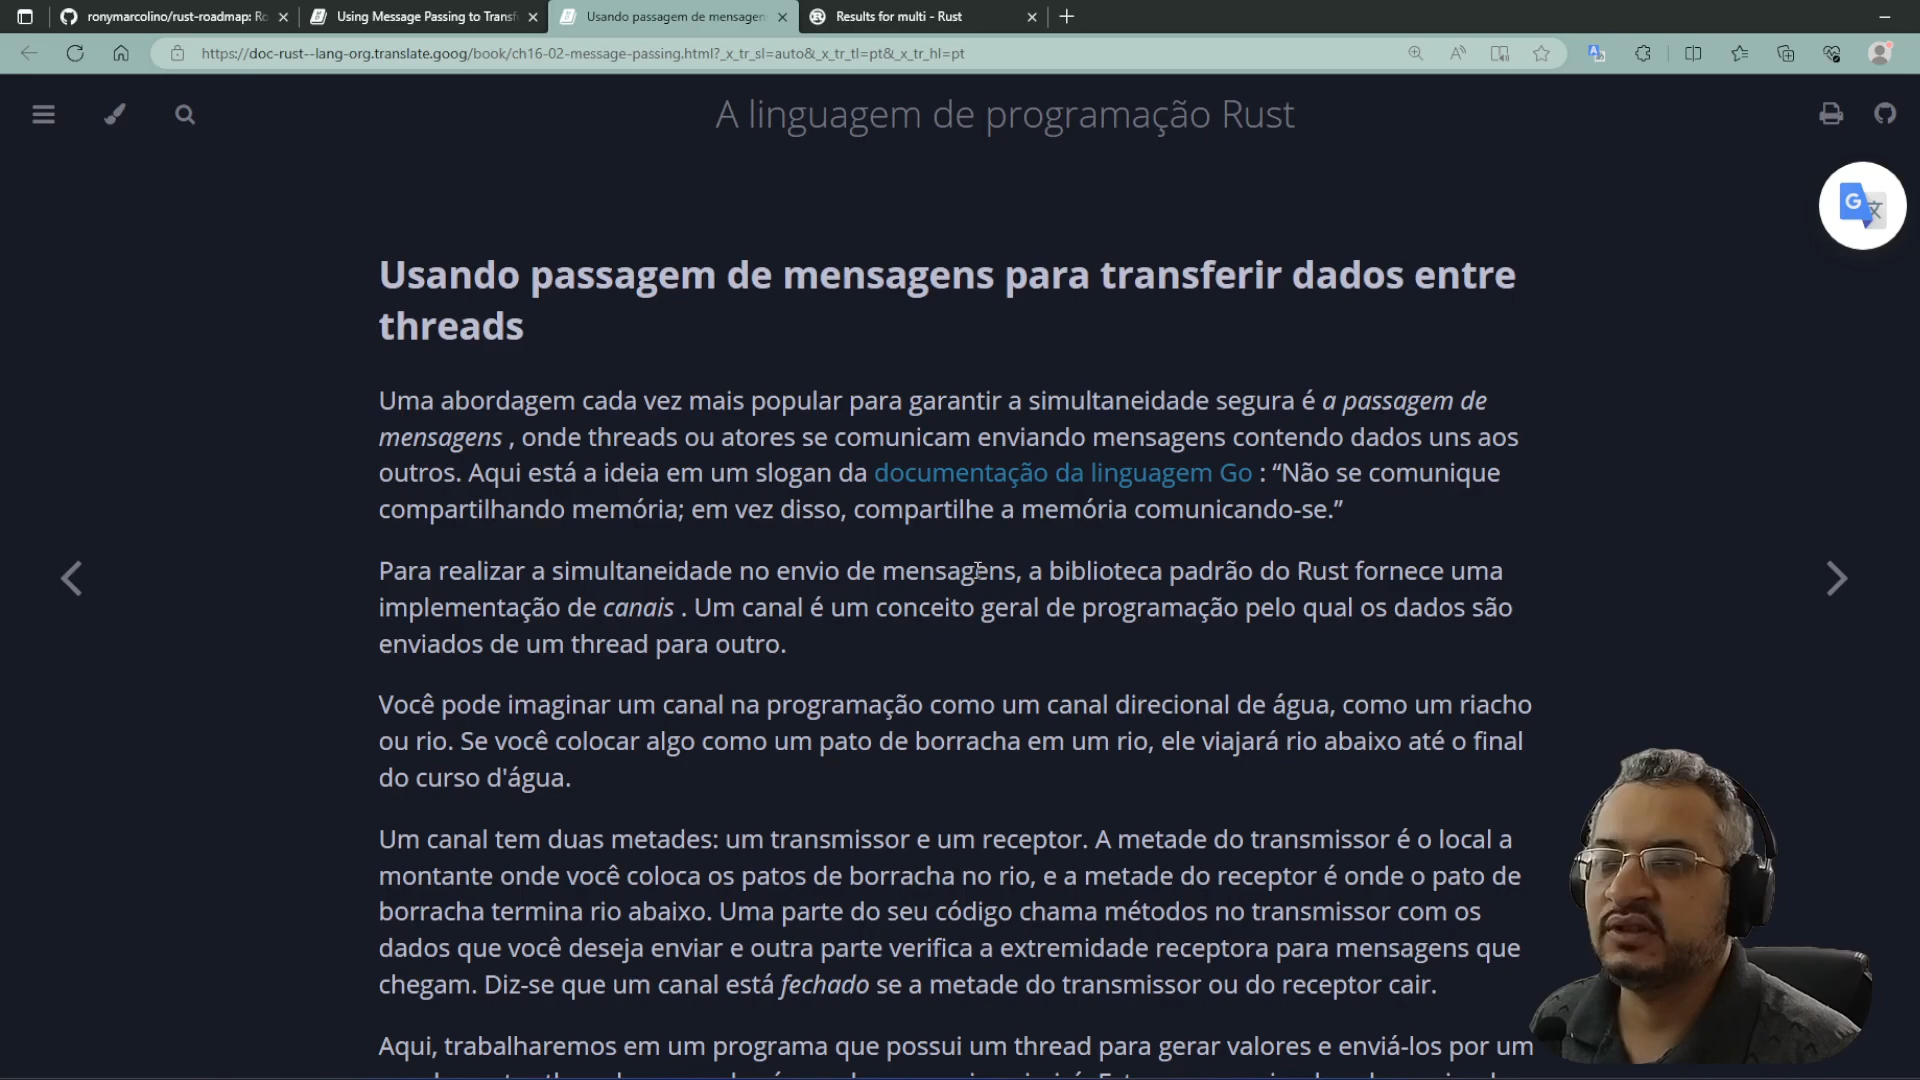 ronymarcolino/rust-roadmap: Ro
Using Message Passing to Transf
Usando passagem de mensagens
Results for multi - Rust
https://doc-rust--lang-org.translate.goog/book/ch16-02-message-passing.html?_x_tr_sl=auto&_x_tr_tl=pt&_x_tr_hl=pt
A linguagem de programação Rust
Usando passagem de mensagens para transferir dados entre
threads
Uma abordagem cada vez mais popular para garantir a simultaneidade segura é a passagem de
mensagens , onde threads ou atores se comunicam enviando mensagens contendo dados uns aos
outros. Aqui está a ideia em um slogan da documentação da linguagem Go : “Não se comunique
compartilhando memória; em vez disso, compartilhe a memória comunicando-se.”
Para realizar a simultaneidade no envio de mensagens, a biblioteca padrão do Rust fornece uma
implementação de canais . Um canal é um conceito geral de programação pelo qual os dados são
enviados de um thread para outro.
Você pode imaginar um canal na programação como um canal direcional de água, como um riacho
ou rio. Se você colocar algo como um pato de borracha em um rio, ele viajará rio abaixo até o final
do curso d'água.
Um canal tem duas metades: um transmissor e um receptor. A metade do transmissor é o local a
montante onde você coloca os patos de borracha no rio, e a metade do receptor é onde o pato de
borracha termina rio abaixo. Uma parte do seu código chama métodos no transmissor com os
dados que você deseja enviar e outra parte verifica a extremidade receptora para mensagens que
chegam. Diz-se que um canal está fechado se a metade do transmissor ou do receptor cair.
Aqui, trabalharemos em um programa que possui um thread para gerar valores e enviá-los por um